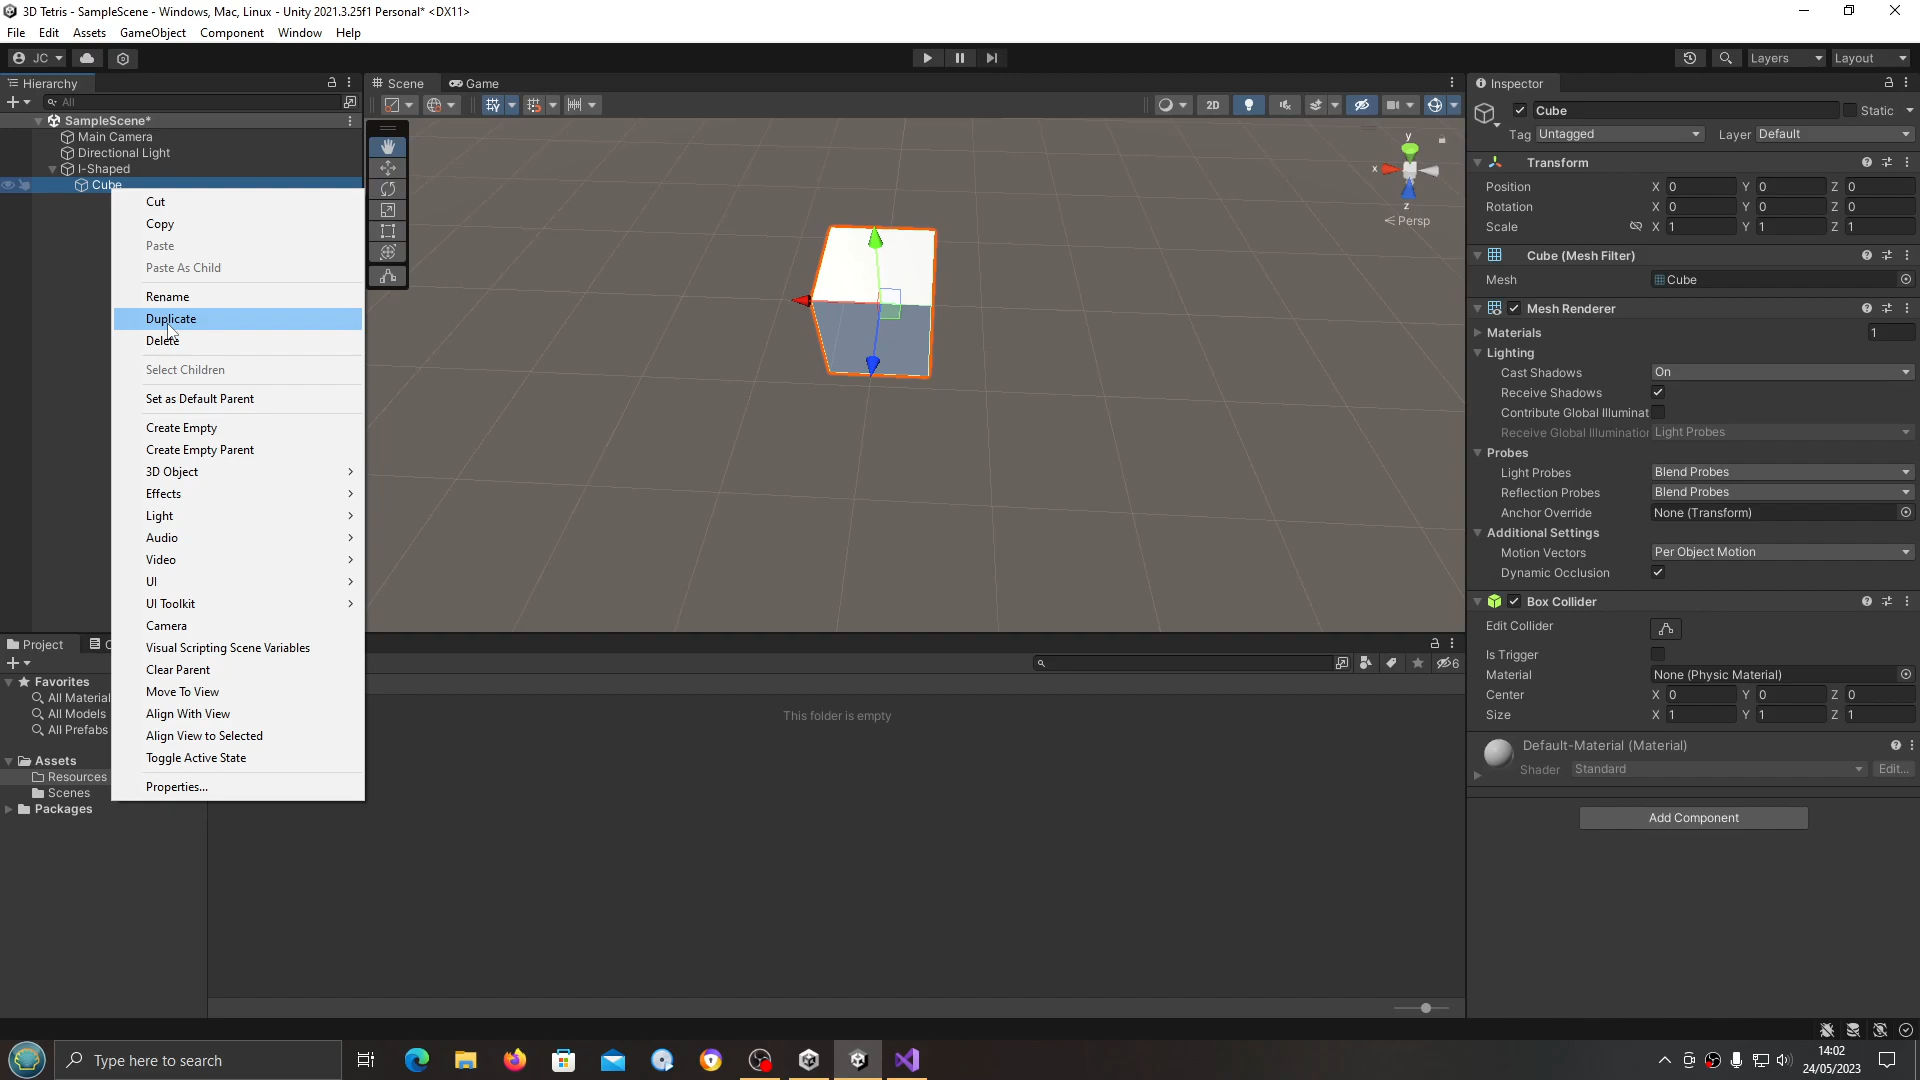 3D Tetris - SampleScene - Windows, Mac, Linux - Unity 2021.3.25f1 Personal* <DX11>
File Edit Assets GameObject Component Window Help
JC Layers Layout
Hierarchy Scene Game Inspector
All 2D Cube Static
SampleScene* Tag Untagged Layer Default
Main Camera
Directional Light
I-Shaped
Cube
Cut
Copy
Paste
Paste As Child
Rename
Duplicate
Delete
Select Children
Set as Default Parent
Create Empty
Create Empty Parent
3D Object
Effects
Light
Audio
Video
UI
UI Toolkit
Camera
Visual Scripting Scene Variables
Clear Parent
Move To View
Align With View
Align View to Selected
Toggle Active State
Properties...
y
x
z
Persp
Transform
Position X 0 Y 0 Z 0
Rotation X 0 Y 0 Z 0
Scale X 1 Y 1 Z 1
Cube (Mesh Filter)
Mesh Cube
Mesh Renderer
Materials 1
Lighting
Cast Shadows On
Receive Shadows
Contribute Global Illuminat
Receive Global Illumination Light Probes
Probes
Light Probes Blend Probes
Reflection Probes Blend Probes
Anchor Override None (Transform)
Additional Settings
Motion Vectors Per Object Motion
Dynamic Occlusion
Box Collider
Edit Collider
Is Trigger
Material None (Physic Material)
Center X 0 Y 0 Z 0
Size X 1 Y 1 Z 1
Default-Material (Material)
Shader Standard Edit...
Add Component
Project C
6
Favorites
All Material
All Models
All Prefabs
Assets
Resources
Scenes
Packages
This folder is empty
Type here to search
14:02
24/05/2023